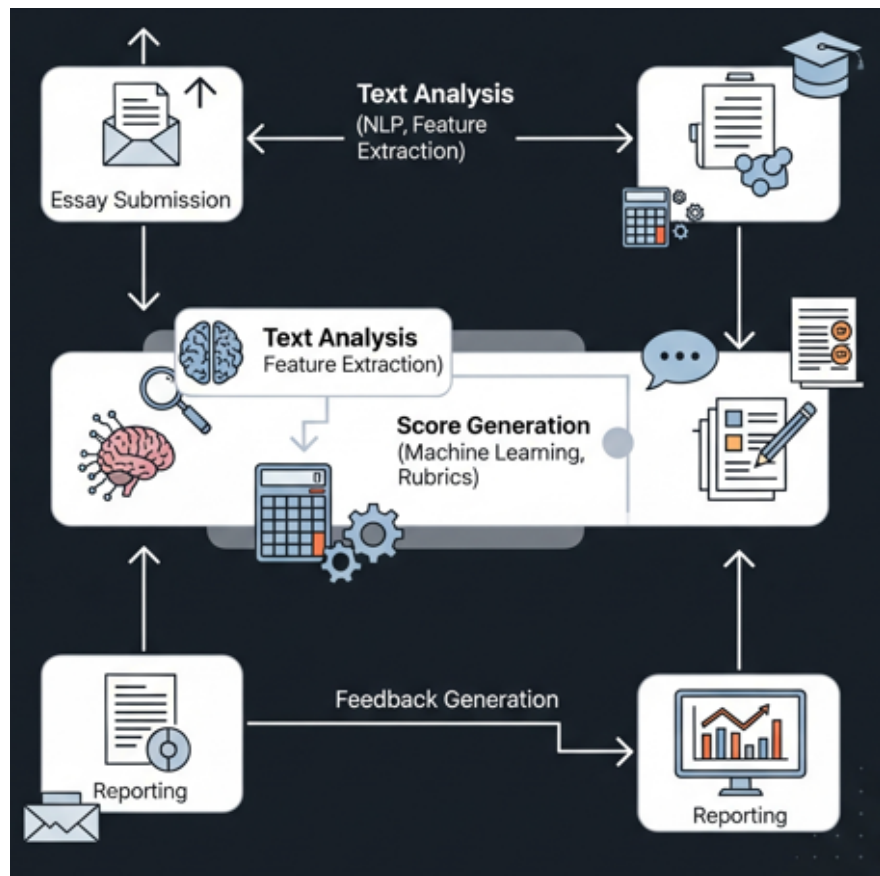 Text Analysis
(NLP, Feature
Extraction)
Essay Submission
Text Analysis
Feature Extraction)
Score Generation
(Machine Learning,
Rubrics)
0
Feedback Generation
Reporting
Reporting